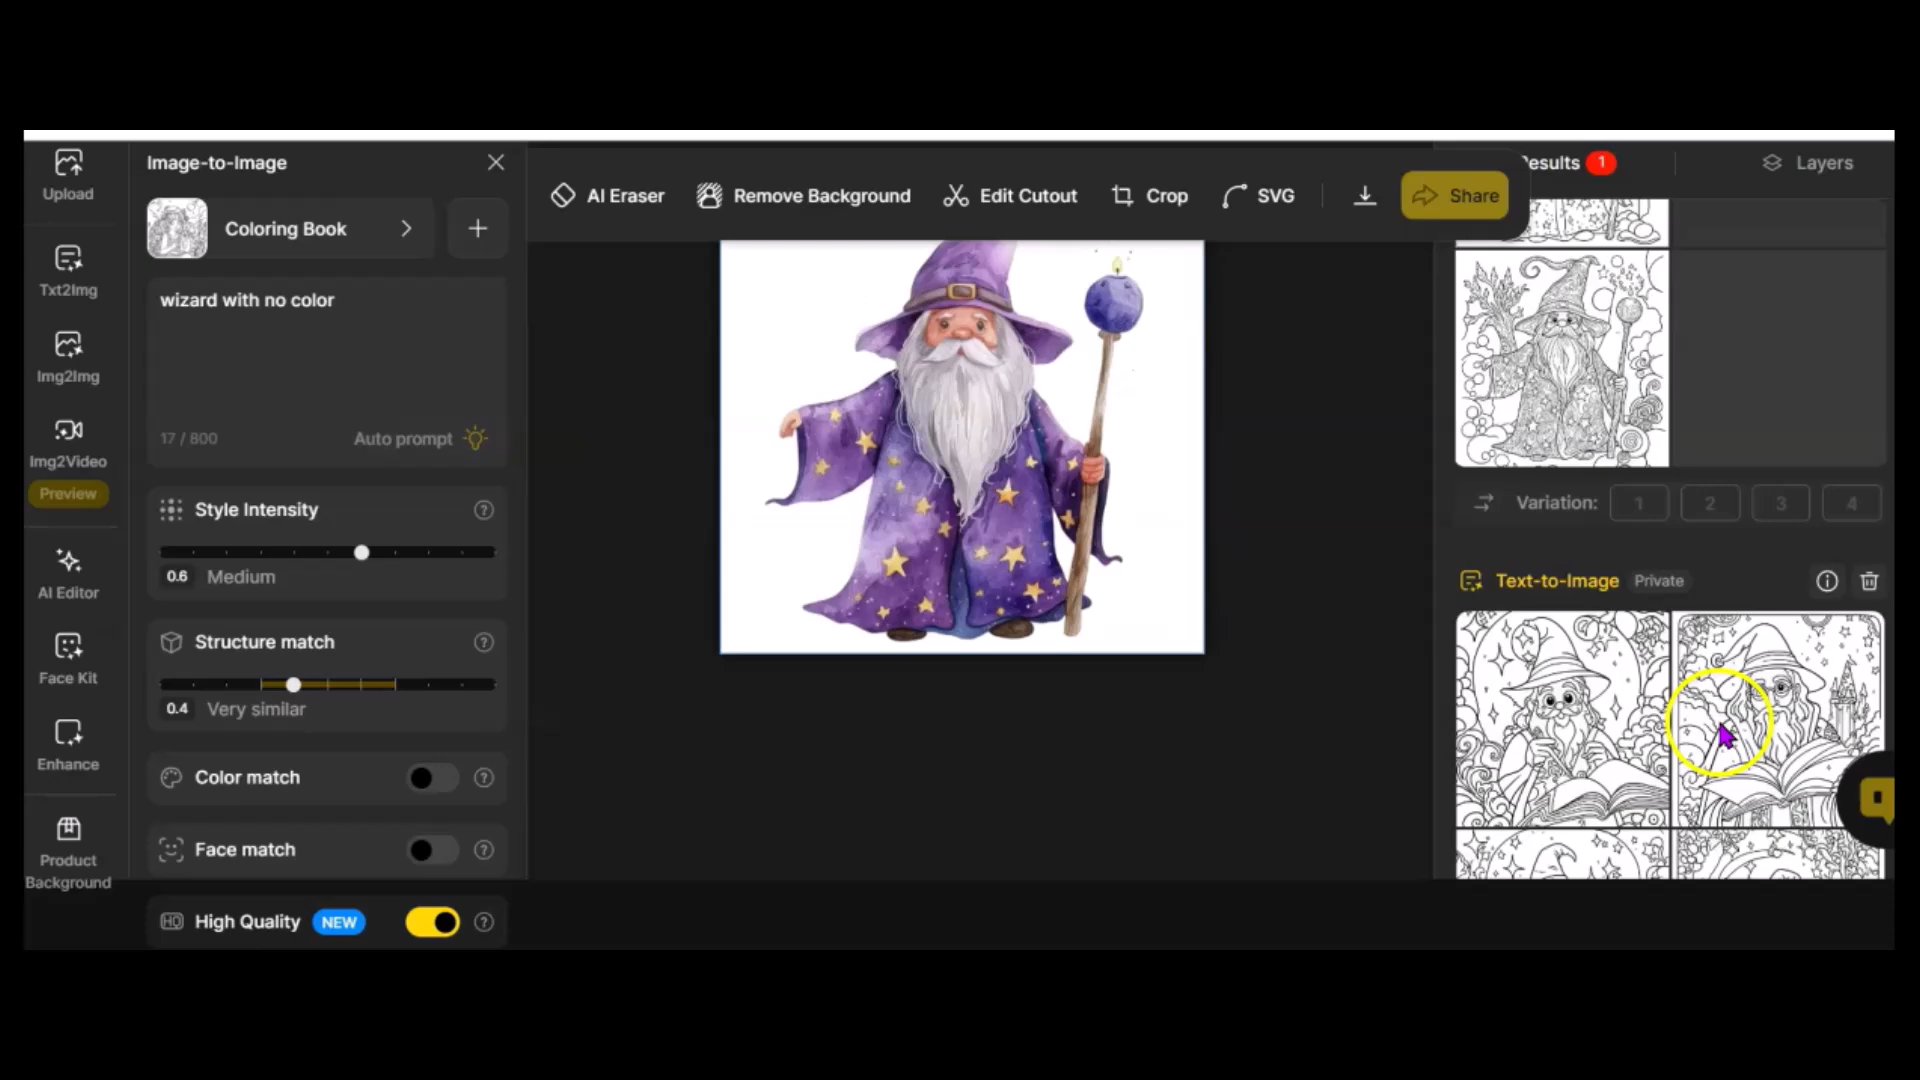 Upload
Txt2Img
Img2Img
Img2Video
Preview
AI Editor
Face Kit
Enhance
Product
Background
Image-to-Image
Coloring Book
wizard with no color
17 / 800
Auto prompt
Style Intensity
0.6 Medium
Structure match
0.4 Very similar
Color match
Face match
HQ High Quality NEW
AI Eraser
Remove Background
Edit Cutout
Crop
SVG
Share
esults 1
Layers
Variation: 1 2 3 4
Text-to-Image Private